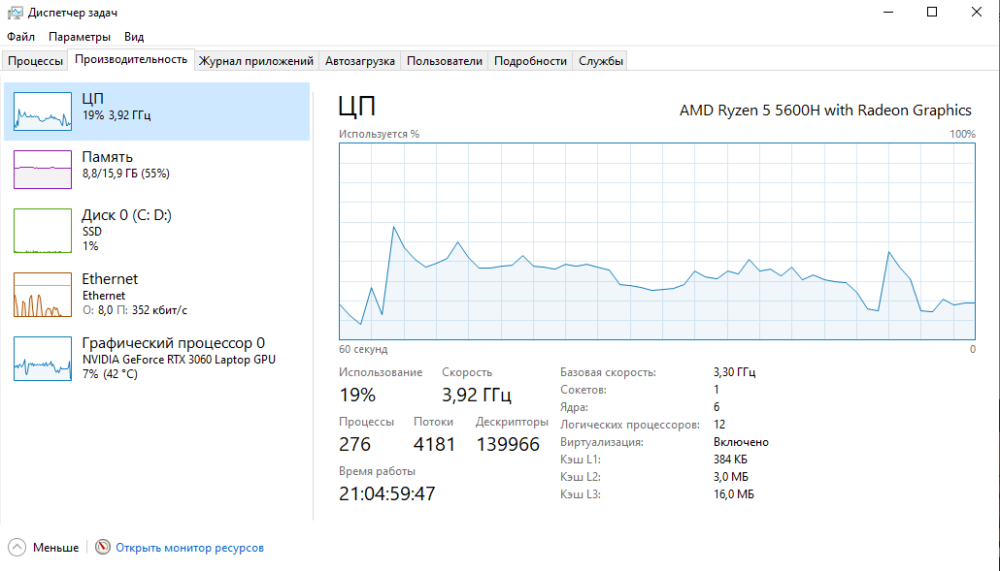 Диспетчер задач
Файл Параметры Вид
Процессы Производительность Журнал приложений Автозагрузка Пользователи Подробности Службы
ЦП
19% 3,92 ГГц
Память
8,8/15,9 ГБ (55%)
Диск 0 (C: D:)
SSD
1%
Ethernet
Ethernet
О: 8,0 П: 352 кбит/с
Графический процессор 0
NVIDIA GeForce RTX 3060 Laptop GPU
7% (42 °C)
ЦП AMD Ryzen 5 5600H with Radeon Graphics
Используется % 100%
60 секунд 0
Использование Скорость
19% 3,92 ГГц
Процессы Потоки Дескрипторы
276 4181 139966
Время работы
21:04:59:47
Базовая скорость: 3,30 ГГц
Сокетов: 1
Ядра: 6
Логических процессоров: 12
Виртуализация: Включено
Кэш L1: 384 КБ
Кэш L2: 3,0 МБ
Кэш L3: 16,0 МБ
Меньше Открыть монитор ресурсов